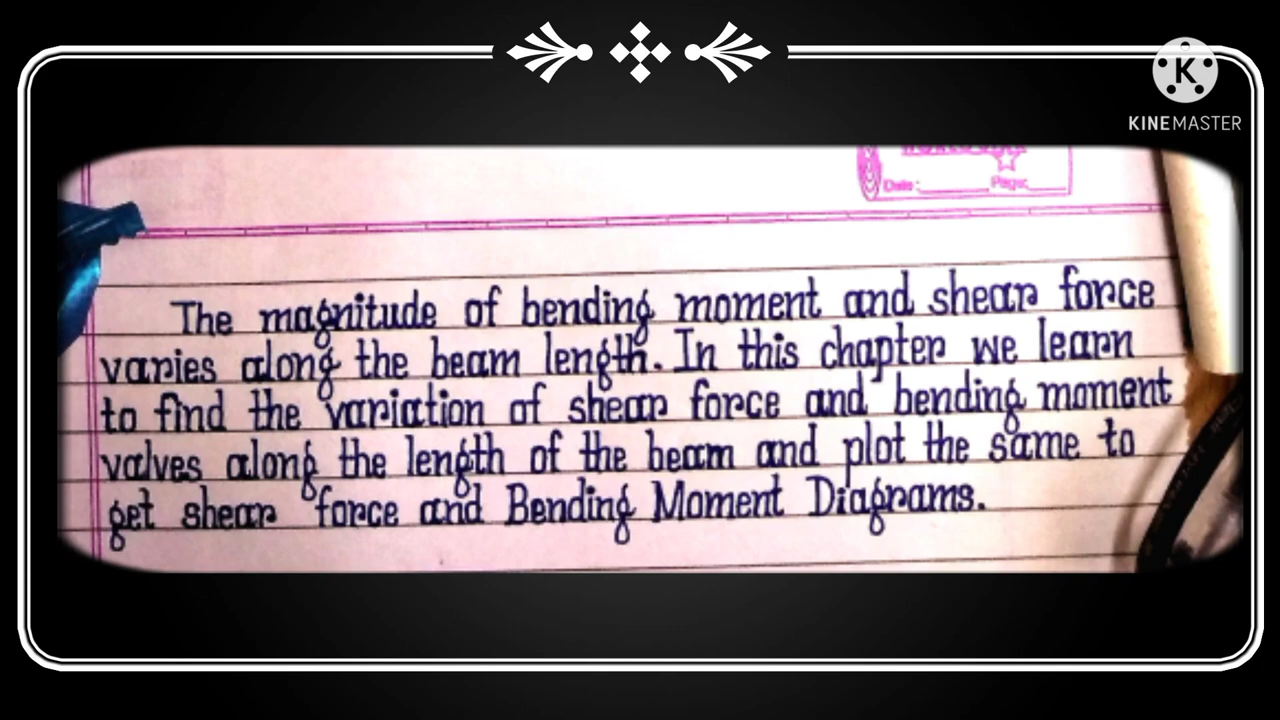 KINEMASTER
Date: Page:
The magnitude of bending moment and shear force
varies along the beam length. In this chapter we learn
to find the variation of shear force and bending moment
valves along the length of the beam and plot the same to
get shear force and Bending Moment Diagrams.